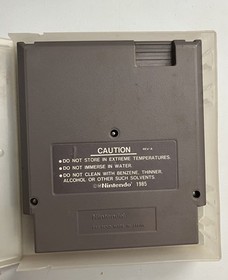 CAUTION
REV-A
•DO NOT STORE IN EXTREME TEMPERATURES.
•DO NOT IMMERSE IN WATER.
•DO NOT CLEAN WITH BENZENE, THINNER,
ALCOHOL OR OTHER SUCH SOLVENTS.
Nintendo 1985
Nintendo